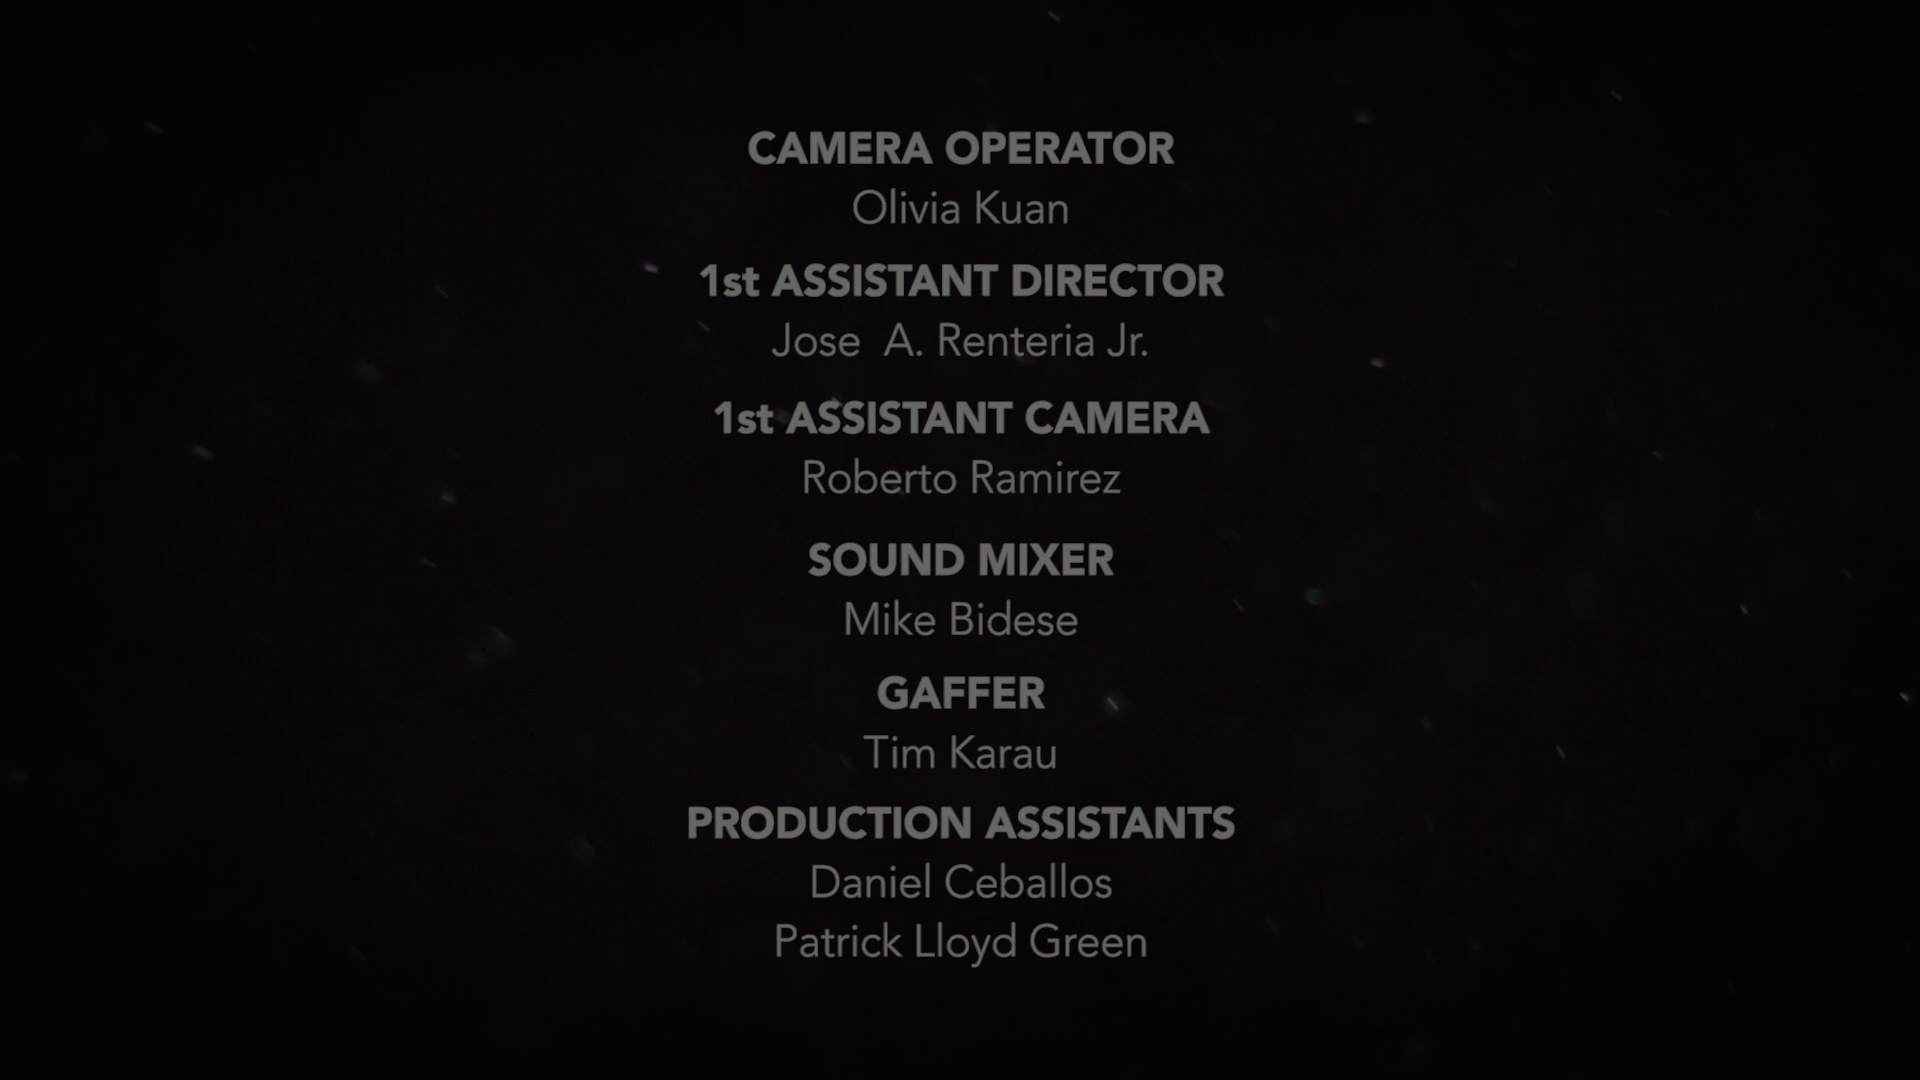 CAMERA OPERATOR
Olivia Kuan
1st ASSISTANT DIRECTOR
Jose  A. Renteria Jr.
1st ASSISTANT CAMERA
Roberto Ramirez
SOUND MIXER
Mike Bidese
GAFFER
Tim Karau
PRODUCTION ASSISTANTS
Daniel Ceballos
Patrick Lloyd Green